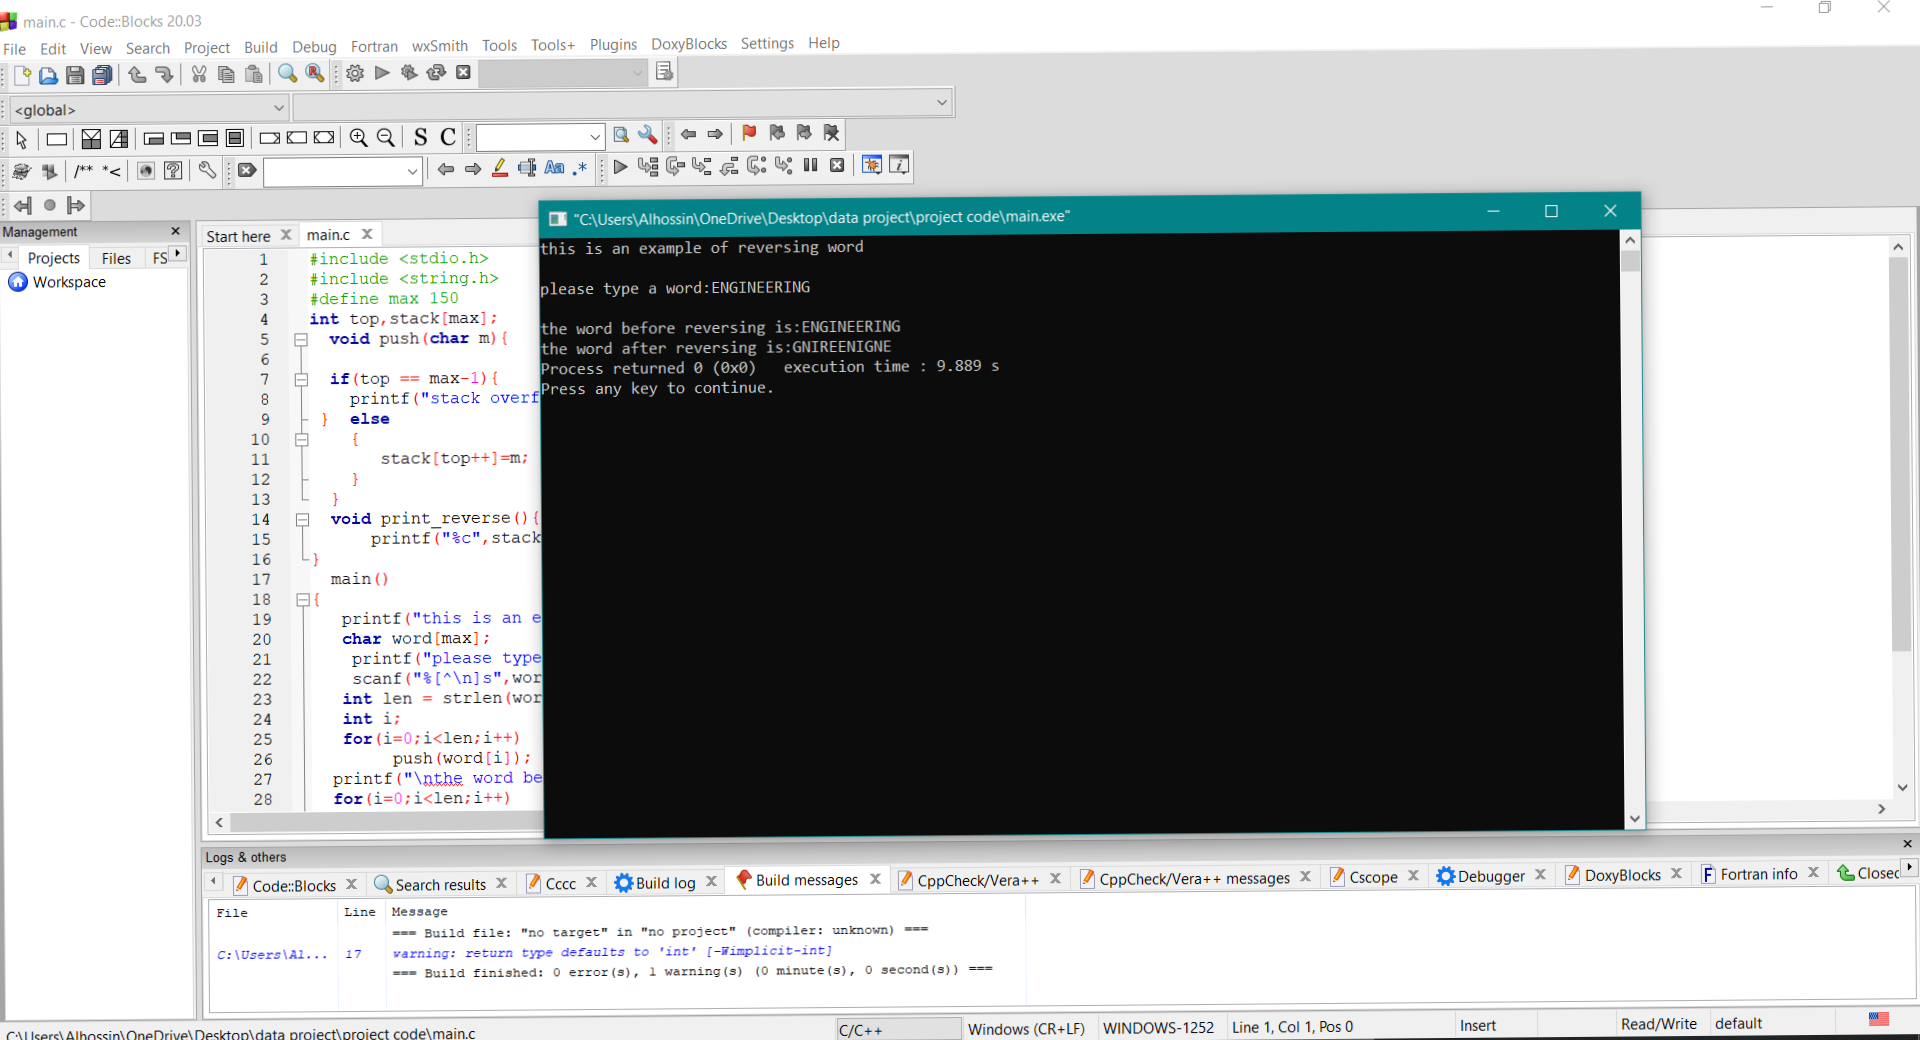 main.c - Code::Blocks 20.03
File Edit View Search Project Build Debug Fortran wxSmith Tools Tools+ Plugins DoxyBlocks Settings Help
<global>
S C
/** *<
Aa .*
Management
Projects Files FS
Workspace
Start here main.c
1 #include <stdio.h>
2 #include <string.h>
3 #define max 150
4 int top,stack[max];
5 void push(char m){
6
7 if(top == max-1){
8 printf("stack overf
9 } else
10 {
11 stack[top++]=m;
12 }
13 }
14 void print_reverse(){
15 printf("%c",stack
16 }
17 main()
18 {
19 printf("this is an e
20 char word[max];
21 printf("please type
22 scanf("%[^\n]s",wor
23 int len = strlen(wor
24 int i;
25 for(i=0;i<len;i++)
26 push(word[i]);
27 printf("\nthe word be
28 for(i=0;i<len;i++)
"C:\Users\Alhossin\OneDrive\Desktop\data project\project code\main.exe"
this is an example of reversing word
please type a word:ENGINEERING
the word before reversing is:ENGINEERING
the word after reversing is:GNIREENIGNE
Process returned 0 (0x0) execution time : 9.889 s
Press any key to continue.
Logs & others
Code::Blocks Search results Cccc Build log Build messages CppCheck/Vera++ CppCheck/Vera++ messages Cscope Debugger DoxyBlocks Fortran info Closec
File Line Message
=== Build file: "no target" in "no project" (compiler: unknown) ===
C:\Users\Al... 17 warning: return type defaults to 'int' [-Wimplicit-int]
=== Build finished: 0 error(s), 1 warning(s) (0 minute(s), 0 second(s)) ===
C:\Users\Alhossin\OneDrive\Desktop\data project\project code\main.c C/C++ Windows (CR+LF) WINDOWS-1252 Line 1, Col 1, Pos 0 Insert Read/Write default